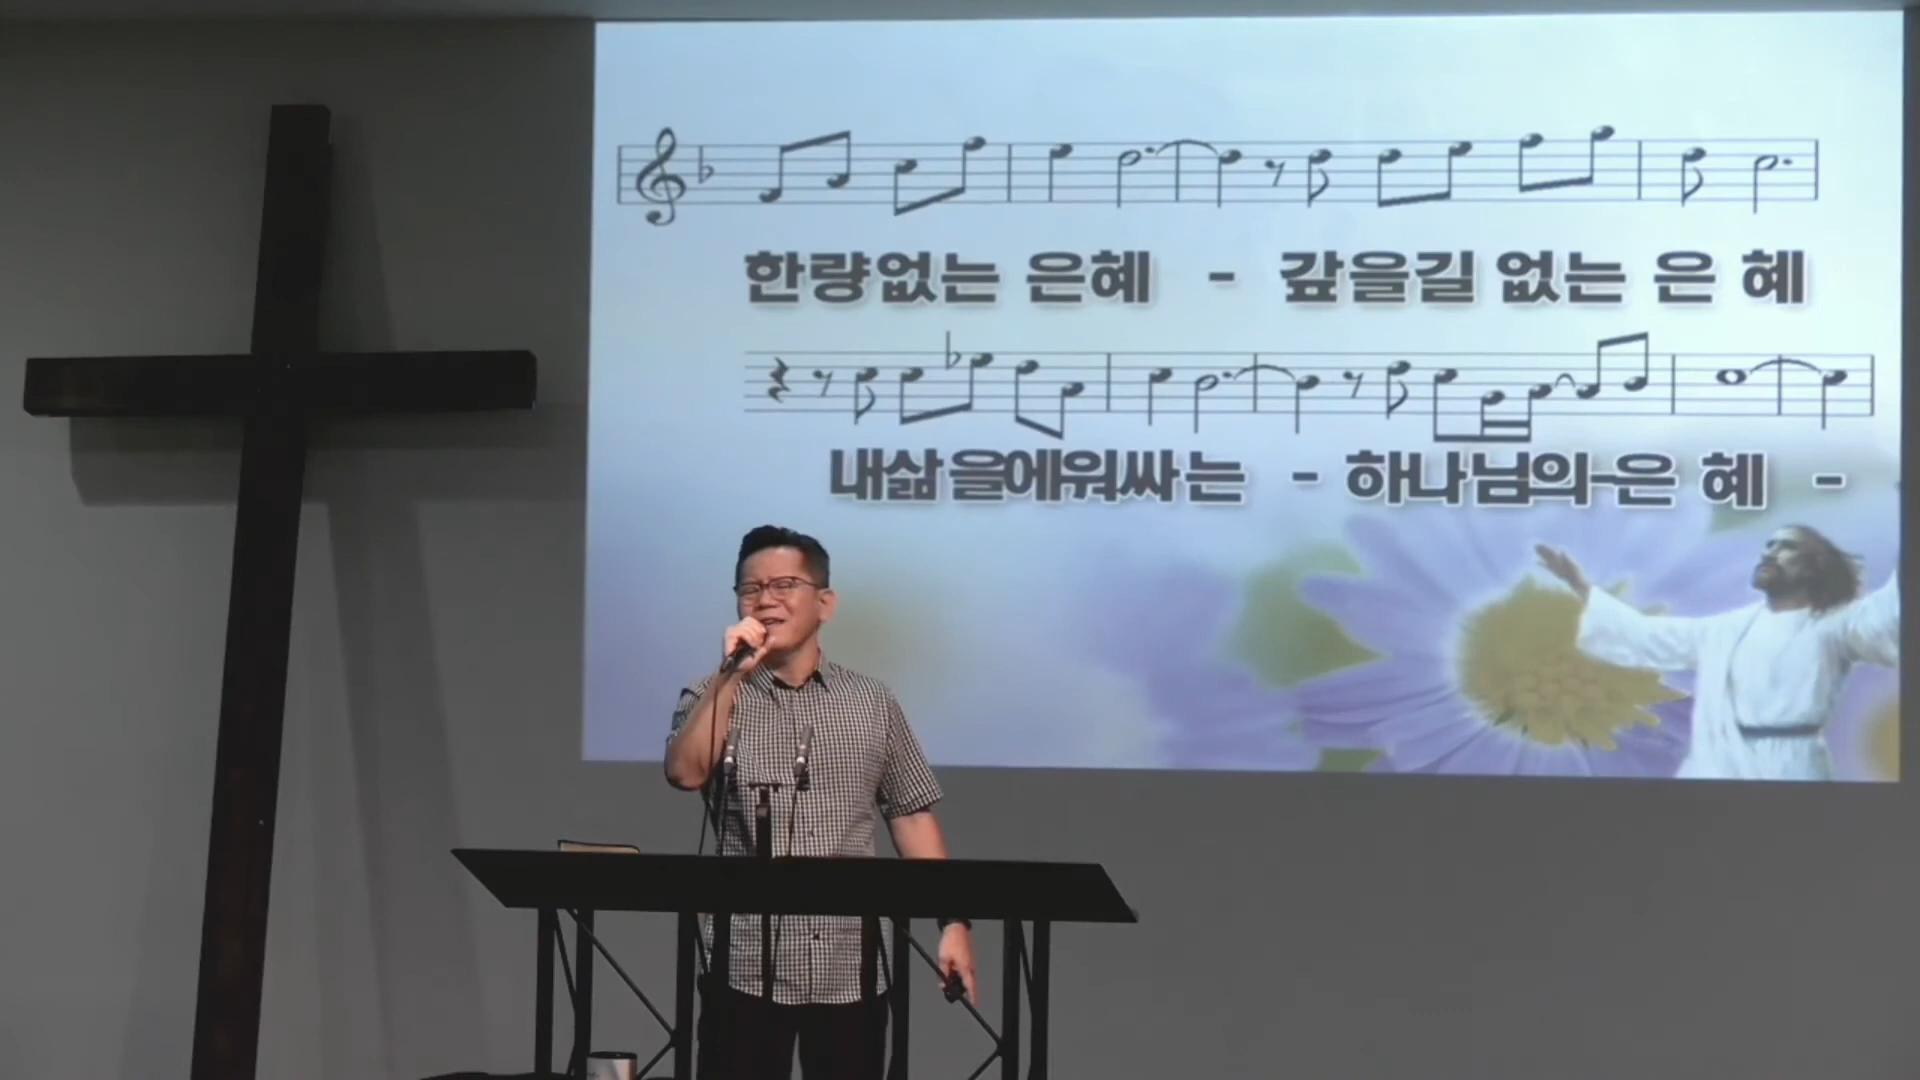 한량없는 은혜 - 갚을길 없는 은 혜
내삶을에워싸는 - 하나님의-은 혜 -